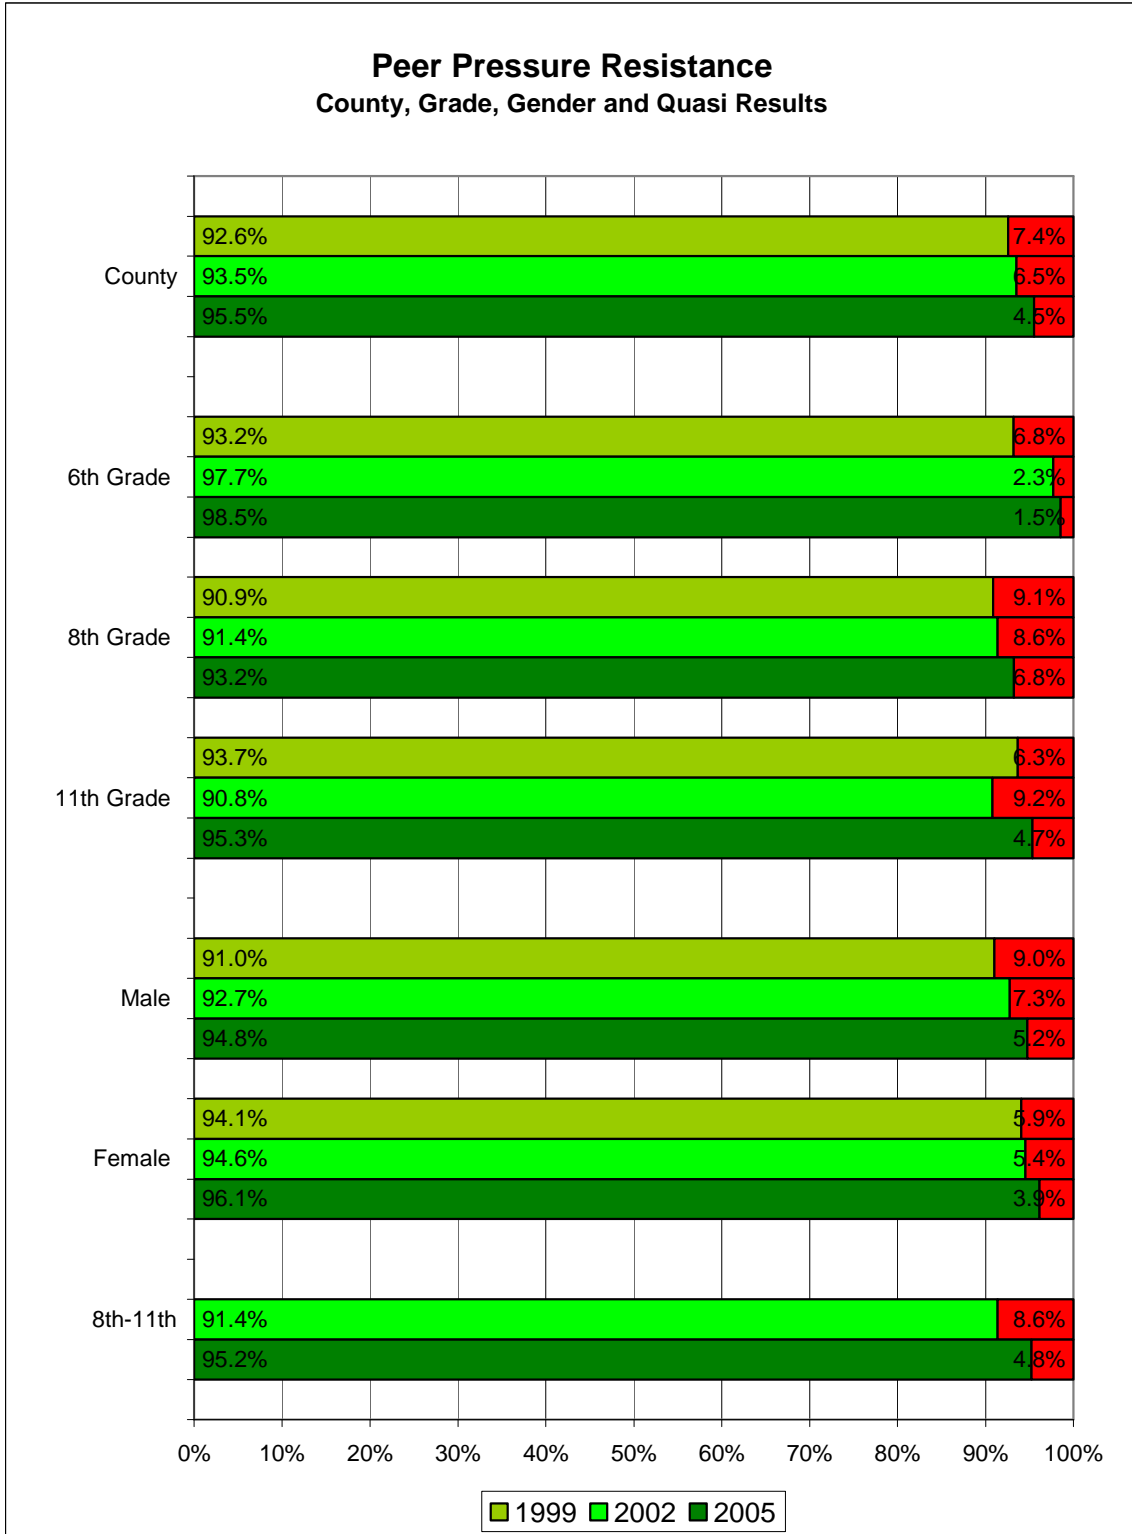 Peer Pressure Resistance
County, Grade, Gender and Quasi Results
92.6% 7.4%
County 93.5% 6.5%
95.5% 4.5%
93.2% 6.8%
6th Grade 97.7% 2.3%
98.5% 1.5%
90.9% 9.1%
8th Grade 91.4% 8.6%
93.2% 6.8%
93.7% 6.3%
11th Grade 90.8% 9.2%
95.3% 4.7%
91.0% 9.0%
Male 92.7% 7.3%
94.8% 5.2%
94.1% 5.9%
Female 94.6% 5.4%
96.1% 3.9%
8th-11th 91.4% 8.6%
95.2% 4.8%
0% 10% 20% 30% 40% 50% 60% 70% 80% 90% 100%
1999 2002 2005